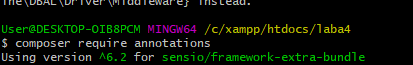 The\DBAL\Driver\Middleware} instead.
User@DESKTOP-OIB8PCM MINGW64 /c/xampp/htdocs/laba4
$ composer require annotations
Using version ^6.2 for sensio/framework-extra-bundle